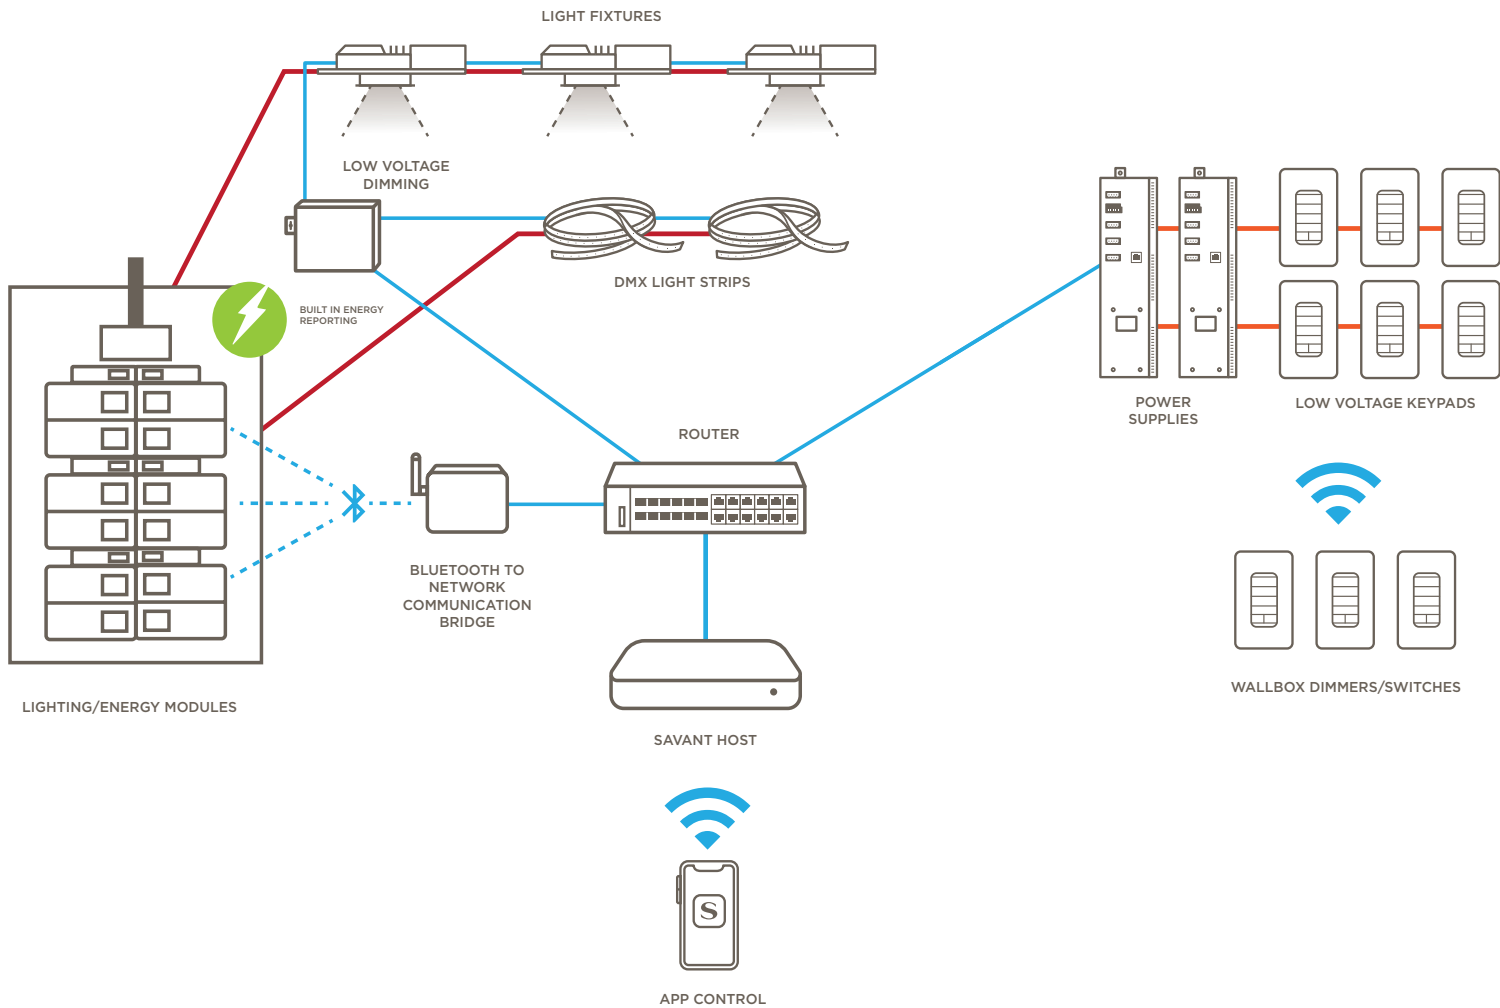 LIGHT FIXTURES
LOW VOLTAGE
DIMMING
DMX LIGHT STRIPS
BUILT IN ENERGY
REPORTING
POWER
SUPPLIES
LOW VOLTAGE KEYPADS
ROUTER
BLUETOOTH TO
NETWORK
COMMUNICATION
BRIDGE
LIGHTING/ENERGY MODULES
WALLBOX DIMMERS/SWITCHES
SAVANT HOST
S
APP CONTROL